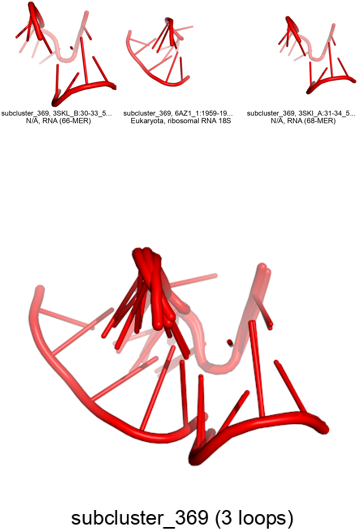 subcluster_369, 3SKL_B:30-33_5...
N/A, RNA (66-MER)
subcluster_369, 6AZ1_1:1959-19...
Eukaryota, ribosomal RNA 18S
subcluster_369, 3SKI_A:31-34_5...
N/A, RNA (68-MER)
subcluster_369 (3 loops)